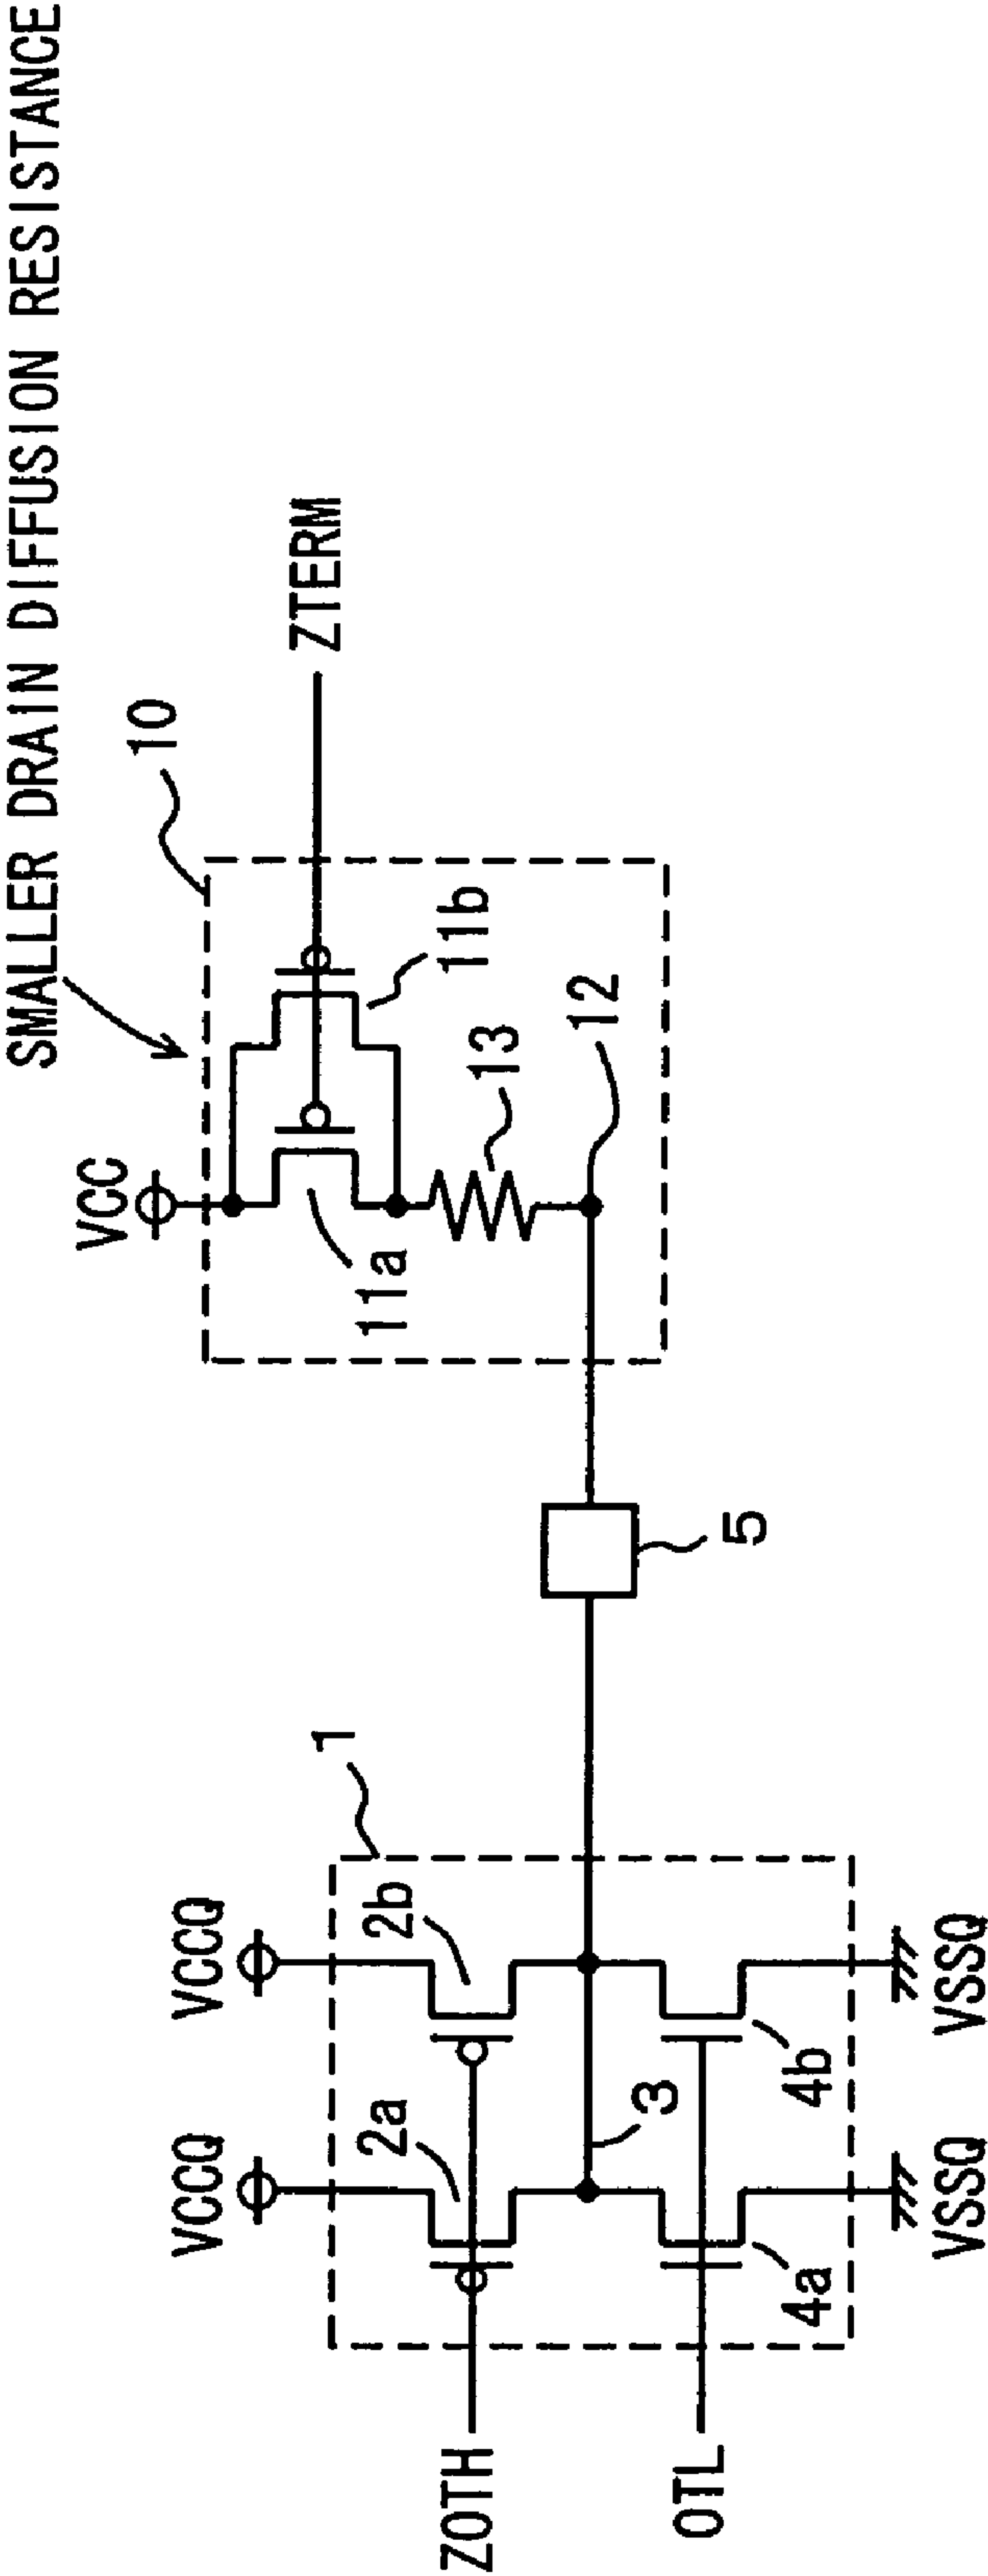 SMALLER DRAIN DIFFUSION RESISTANCE
VCC
10
ZTERM
11a
11b
13
12
5
VCCQ
VCCQ
1
2a
2b
ZOTH
3
OTL
4a
4b
VSSQ
VSSQ